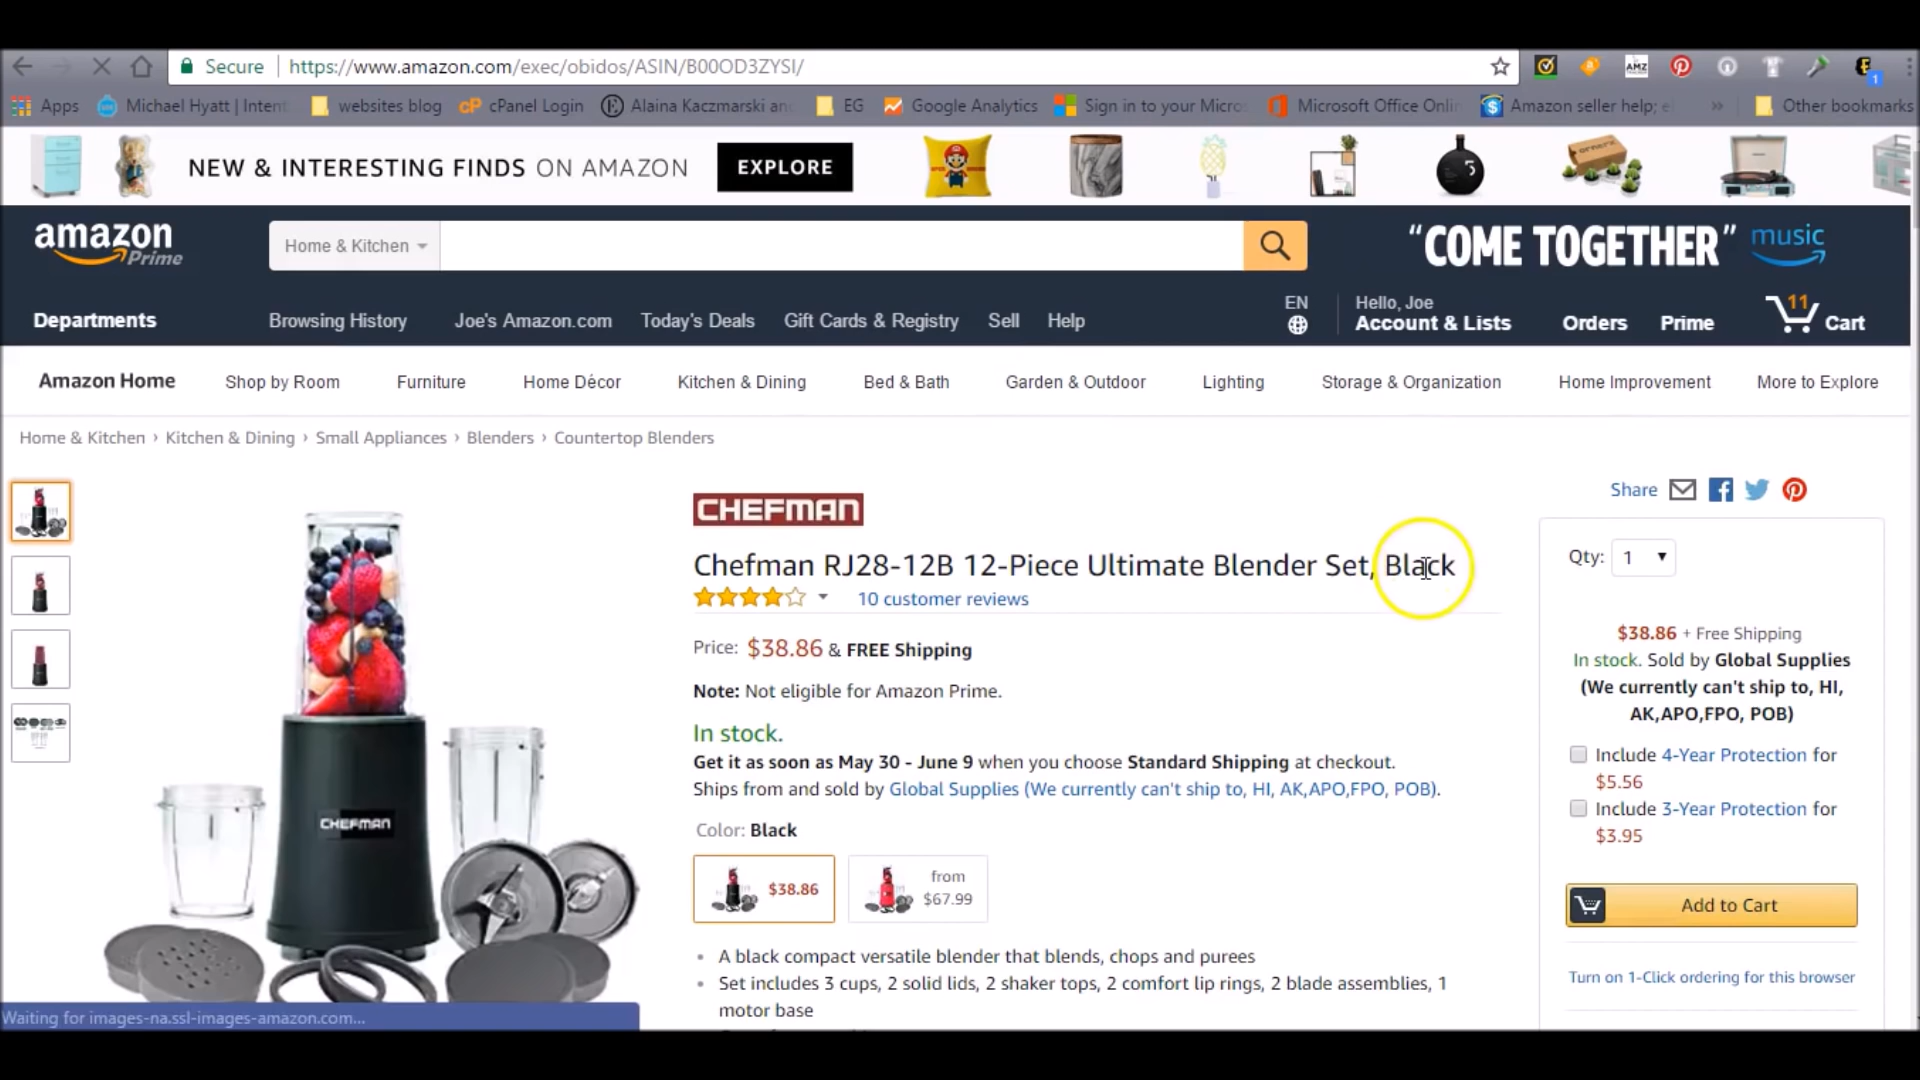 Secure https://www.amazon.com/exec/obidos/ASIN/B00OD3ZYSI/
Apps Michael Hyatt | Intent websites blog cPanel Login Alaina Kaczmarski an EG Google Analytics Sign in to your Micro Microsoft Office Onlin Amazon seller help; e » Other bookmarks
NEW & INTERESTING FINDS ON AMAZON EXPLORE
amazon Prime
Home & Kitchen
"COME TOGETHER" music
Departments Browsing History Joe's Amazon.com Today's Deals Gift Cards & Registry Sell Help
EN
Hello, Joe
Account & Lists
Orders Prime 11 Cart
Amazon Home Shop by Room Furniture Home Décor Kitchen & Dining Bed & Bath Garden & Outdoor Lighting Storage & Organization Home Improvement More to Explore
Home & Kitchen › Kitchen & Dining › Small Appliances › Blenders › Countertop Blenders
CHEFMAN
CHEFMAN
Chefman RJ28-12B 12-Piece Ultimate Blender Set, Black
10 customer reviews
Price: $38.86 & FREE Shipping
Note: Not eligible for Amazon Prime.
In stock.
Get it as soon as May 30 - June 9 when you choose Standard Shipping at checkout.
Ships from and sold by Global Supplies (We currently can't ship to, HI, AK,APO,FPO, POB).
Color: Black
$38.86
from
$67.99
• A black compact versatile blender that blends, chops and purees
• Set includes 3 cups, 2 solid lids, 2 shaker tops, 2 comfort lip rings, 2 blade assemblies, 1
motor base
Share
Qty: 1
$38.86 + Free Shipping
In stock. Sold by Global Supplies
(We currently can't ship to, HI,
AK,APO,FPO, POB)
Include 4-Year Protection for
$5.56
Include 3-Year Protection for
$3.95
Add to Cart
Turn on 1-Click ordering for this browser
Waiting for images-na.ssl-images-amazon.com...